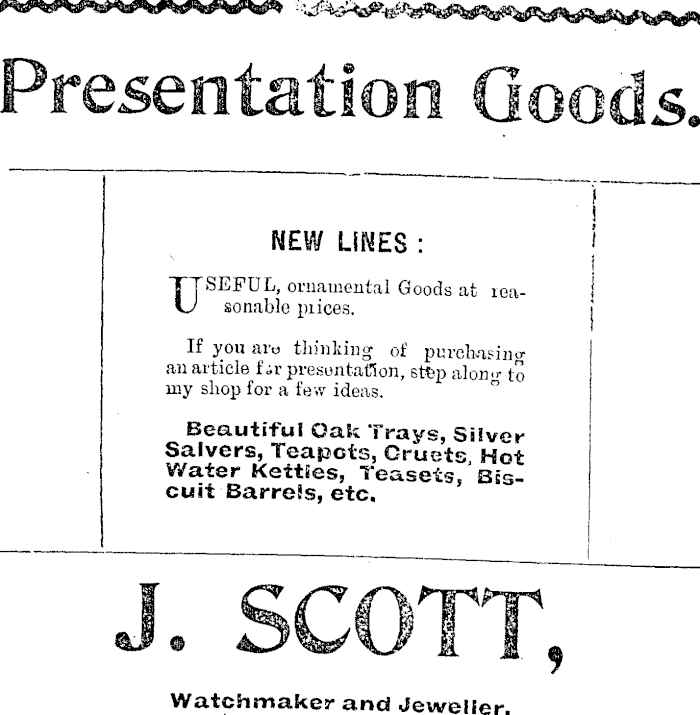 Presentation Goods.
NEW LINES :
USEFUL, ornamental Goods at rea-
sonable prices.
If you are thinking of purchasing
an article for presentation, step along to
my shop for a few ideas.
Beautiful Oak Trays, Silver
Salvers, Teapots, Cruets, Hot
Water Kettles, Teasets, Bis-
cuit Barrels, etc.
J. SCOTT,
Watchmaker and Jeweller.